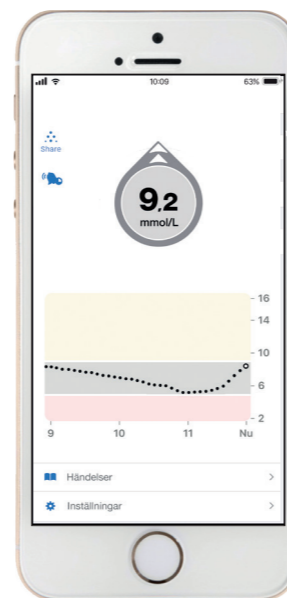 10:09
63%
Share
9,2
mmol/L
16
14
10
6
2
9
10
11
Nu
Händelser
Inställningar